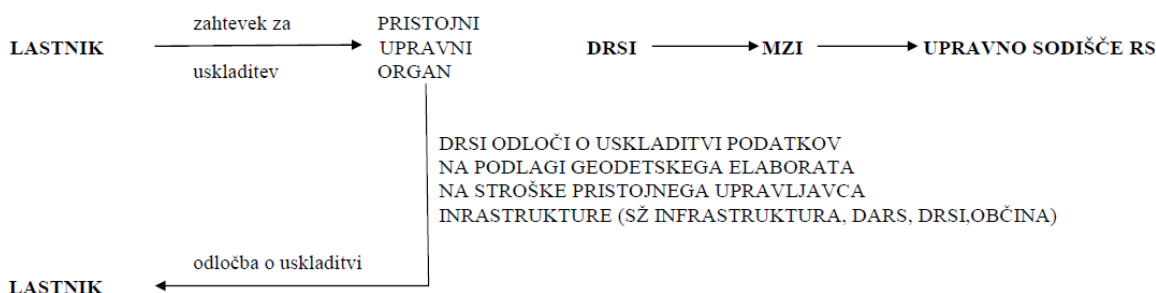 zahtevek za
PRISTOJNI
LASTNIK
UPRAVNI
DRSI
MZI
UPRAVNO SODIŠČE RS
uskladitev
ORGAN
DRSI ODLOČI O USKLADITVI PODATKOV
NA PODLAGI GEODETSKEGA ELABORATA
NA STROŠKE PRISTOJNEGA UPRAVLJAVCA
INRASTRUKTURE (SŽ INFRASTRUKTURA, DARS, DRSI,OBČINA)
odločba o uskladitvi
LASTNIK